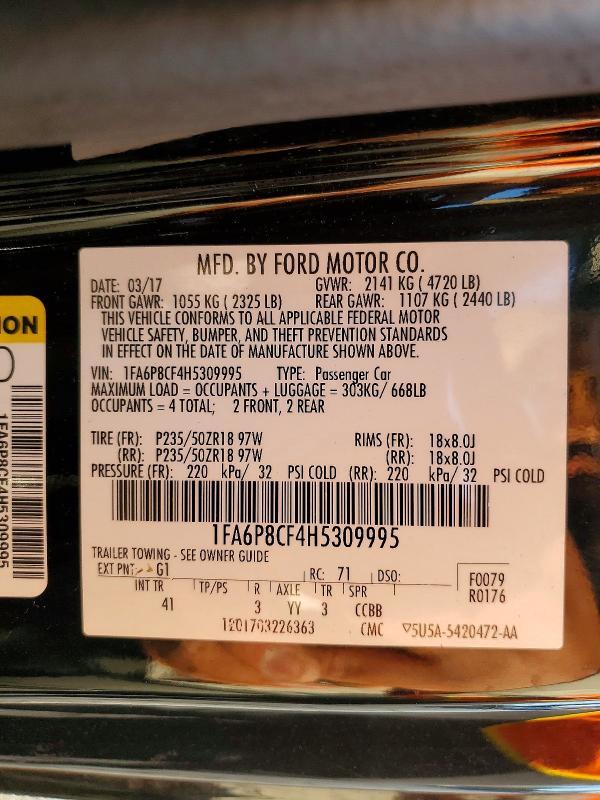 MFD. BY FORD MOTOR CO.
DATE: 03/17 GVWR: 2141 KG ( 4720 LB)
FRONT GAWR: 1055 KG ( 2325 LB) REAR GAWR: 1107 KG ( 2440 LB)
THIS VEHICLE CONFORMS TO ALL APPLICABLE FEDERAL MOTOR
VEHICLE SAFETY, BUMPER, AND THEFT PREVENTION STANDARDS
IN EFFECT ON THE DATE OF MANUFACTURE SHOWN ABOVE.
VIN: 1FA6P8CF4H5309995 TYPE: Passenger Car
MAXIMUM LOAD = OCCUPANTS + LUGGAGE = 303KG/ 668LB
OCCUPANTS = 4 TOTAL; 2 FRONT, 2 REAR
TIRE (FR): P235/50ZR18 97W RIMS (FR): 18x8.0J
(RR): P235/50ZR18 97W (RR): 18x8.0J
PRESSURE (FR): 220 kPa/ 32 PSI COLD (RR): 220 kPa/ 32 PSI COLD
1FA6P8CF4H5309995
TRAILER TOWING - SEE OWNER GUIDE
EXT PNT: G1 RC: 71 DSO: F0079
R0176
INT TR TP/PS R AXLE TR SPR
41 3 YY 3 CCBB
1201703226363 CMC ▽5U5A-5420472-AA
ION
1FA6P8CF4H5309995